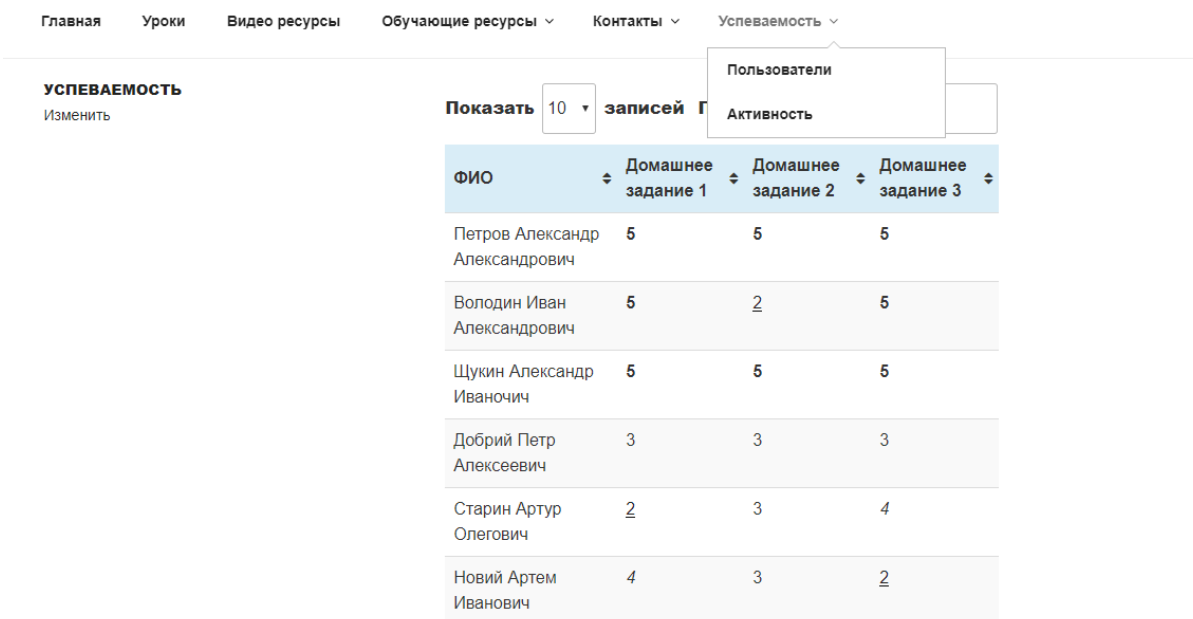 Главная Уроки Видео ресурсы Обучающие ресурсы Контакты Успеваемость
Пользователи
Активность
УСПЕВАЕМОСТЬ
Изменить
Показать 10 записей
ФИО Домашнее задание 1 Домашнее задание 2 Домашнее задание 3
Петров Александр 5 5 5
Александрович
Володин Иван 5 2 5
Александрович
Щукин Александр 5 5 5
Иваночич
Добрий Петр 3 3 3
Алексеевич
Старин Артур 2 3 4
Олегович
Новий Артем 4 3 2
Иванович